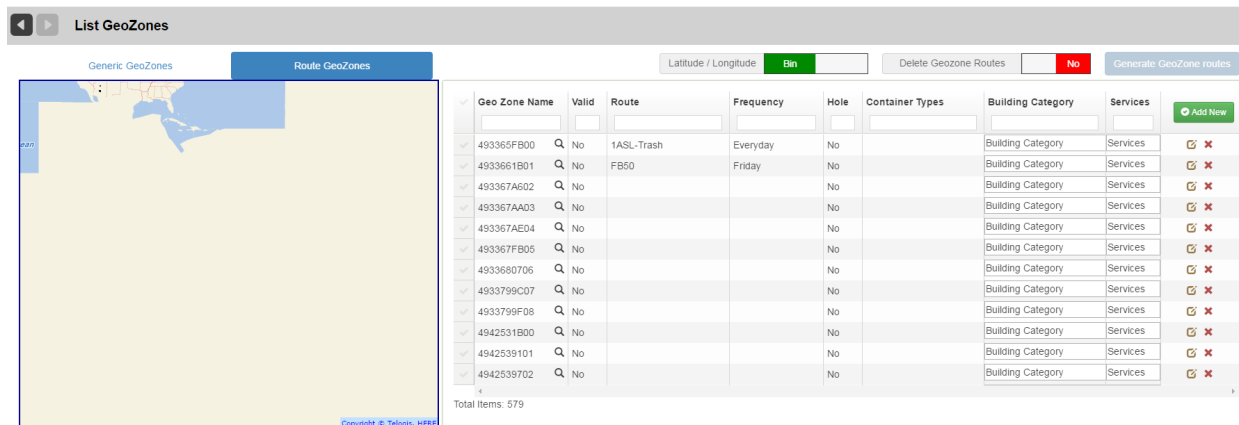 List GeoZones
Generic GeoZones Route GeoZones Latitude / Longitude Bin Delete Geozone Routes No Generate GeoZone routes
Geo Zone Name Valid Route Frequency Hole Container Types Building Category Services Add New
493365FB00 No 1ASL-Trash Everyday No Building Category Services
4933661B01 No FB50 Friday No Building Category Services
493367A602 No No Building Category Services
493367AA03 No No Building Category Services
493367AE04 No No Building Category Services
493367FB05 No No Building Category Services
4933680706 No No Building Category Services
4933799C07 No No Building Category Services
4933799F08 No No Building Category Services
4942531B00 No No Building Category Services
4942539101 No No Building Category Services
4942539702 No No Building Category Services
Total Items: 579
Copyright © Telogis, HERE